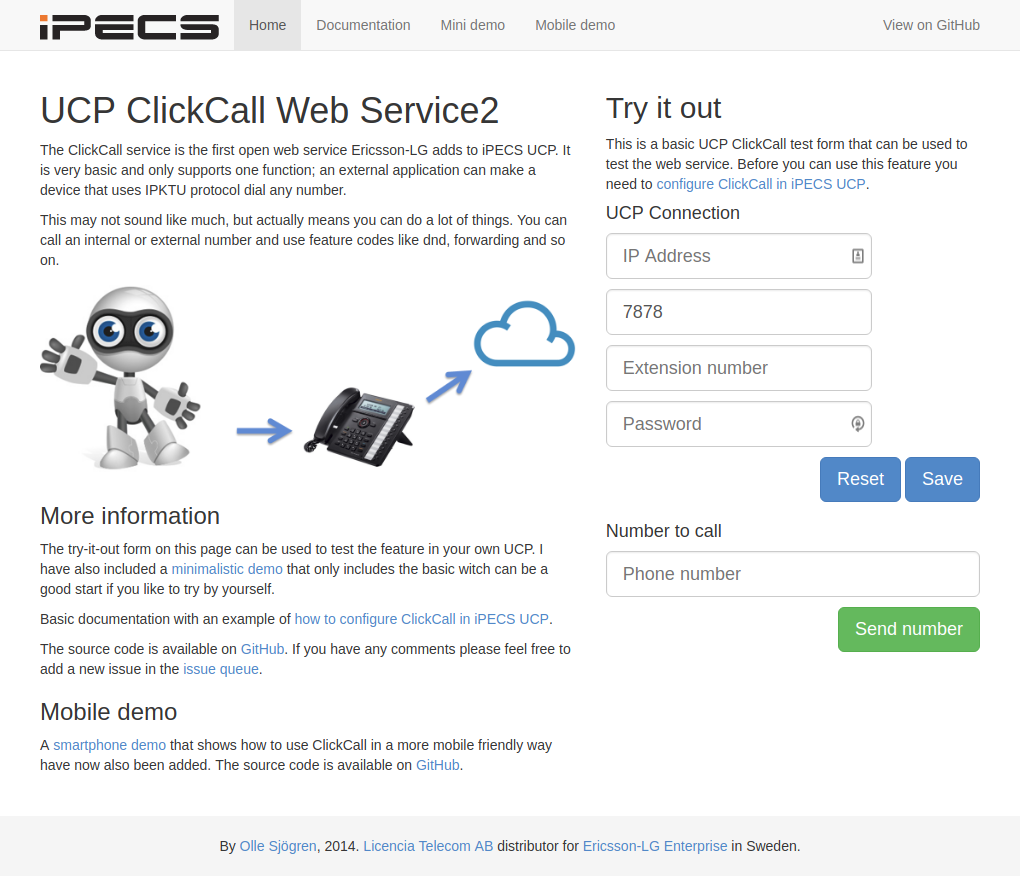 iPECS
Home
Documentation
Mini demo
Mobile demo
View on GitHub
UCP ClickCall Web Service2
The ClickCall service is the first open web service Ericsson-LG adds to iPECS UCP. It
is very basic and only supports one function; an external application can make a
device that uses IPKTU protocol dial any number.
This may not sound like much, but actually means you can do a lot of things. You can
call an internal or external number and use feature codes like dnd, forwarding and so
on.
More information
The try-it-out form on this page can be used to test the feature in your own UCP. I
have also included a minimalistic demo that only includes the basic witch can be a
good start if you like to try by yourself.
Basic documentation with an example of how to configure ClickCall in iPECS UCP.
The source code is available on GitHub. If you have any comments please feel free to
add a new issue in the issue queue.
Mobile demo
A smartphone demo that shows how to use ClickCall in a more mobile friendly way
have now also been added. The source code is available on GitHub.
Try it out
This is a basic UCP ClickCall test form that can be used to
test the web service. Before you can use this feature you
need to configure ClickCall in iPECS UCP.
UCP Connection
IP Address
7878
Extension number
Password
Reset
Save
Number to call
Phone number
Send number
By Olle Sjögren, 2014. Licencia Telecom AB distributor for Ericsson-LG Enterprise in Sweden.